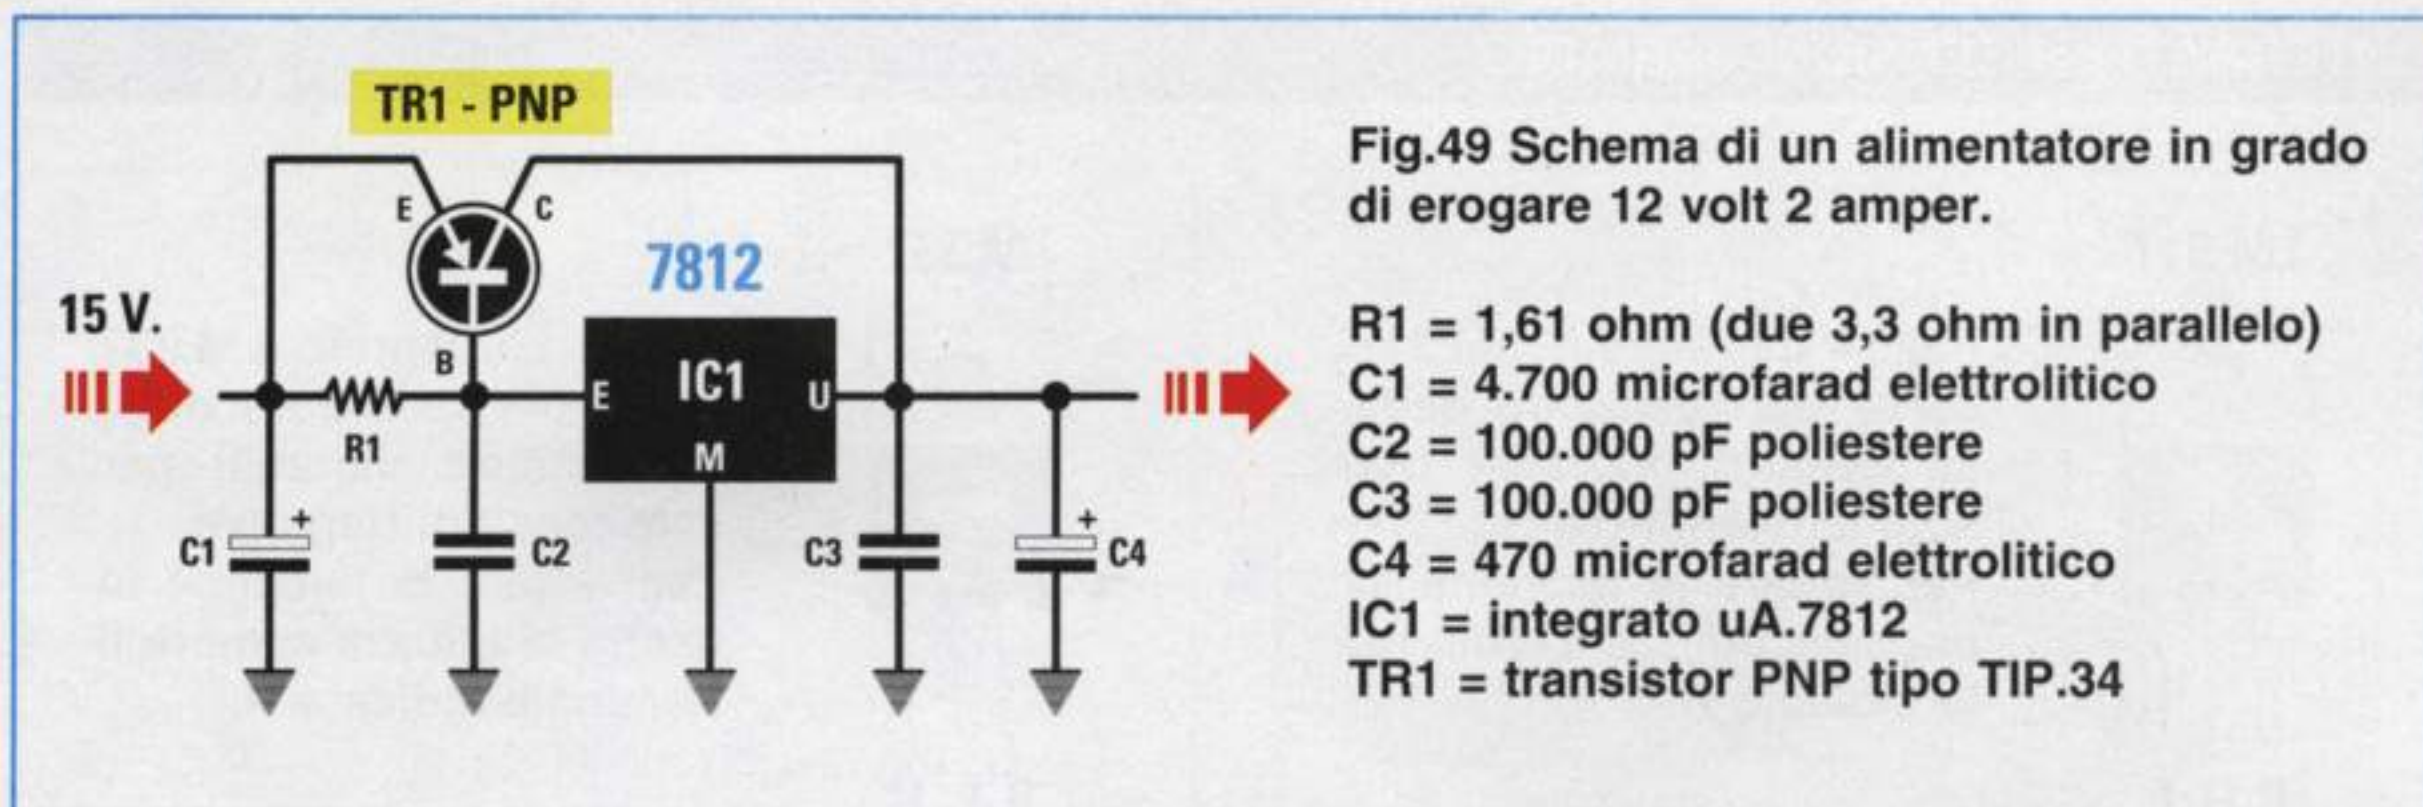 TR1 - PNP
E
C
7812
15 V.
B
E
IC1
U
R1
M
+
C1
C2
C3
+
C4
Fig.49 Schema di un alimentatore in grado
di erogare 12 volt 2 amper.
R1 = 1,61 ohm (due 3,3 ohm in parallelo)
C1 = 4.700 microfarad elettrolitico
C2 = 100.000 pF poliestere
C3 = 100.000 pF poliestere
C4 = 470 microfarad elettrolitico
IC1 = integrato uA.7812
TR1 = transistor PNP tipo TIP.34